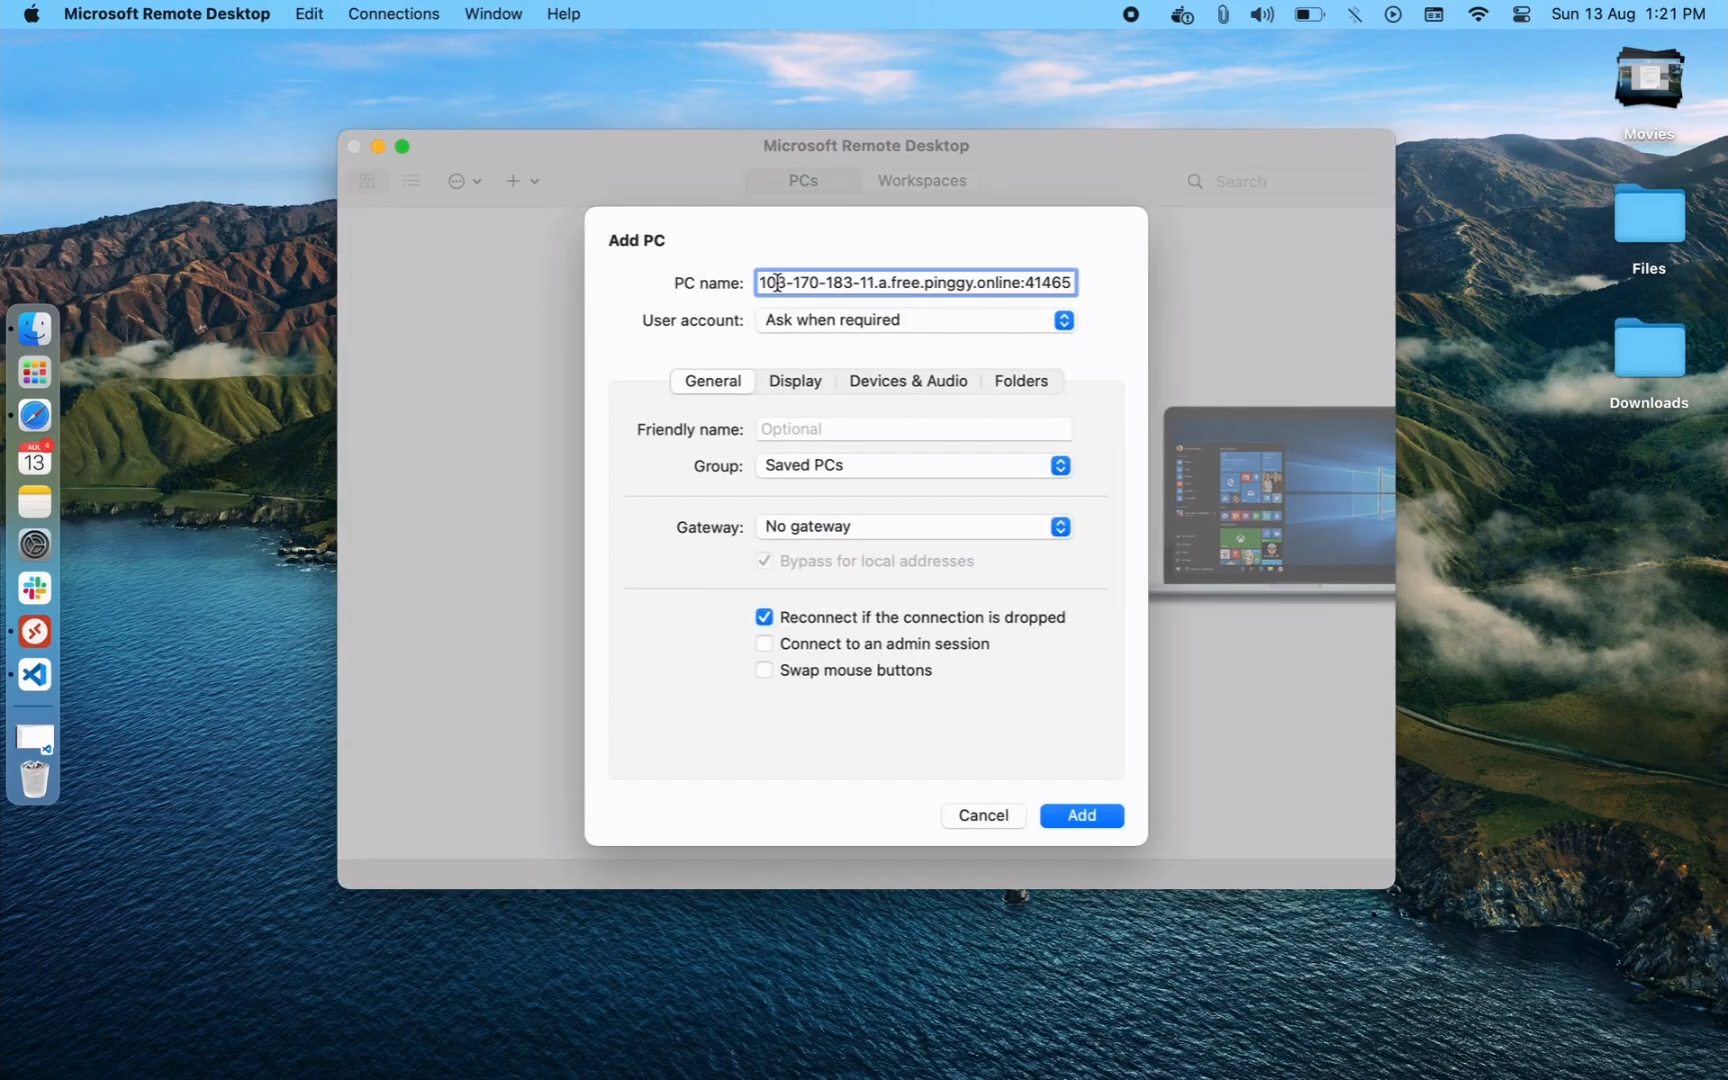 Microsoft Remote Desktop Edit Connections Window Help Sun 13 Aug 1:21 PM
Movies
Microsoft Remote Desktop
PCs Workspaces Search
Add PC
PC name: 103-170-183-11.a.free.pinggy.online:41465
User account: Ask when required
Files
General Display Devices & Audio Folders
Downloads
Friendly name: Optional
AUG 4
13
Group: Saved PCs
Gateway: No gateway
Bypass for local addresses
Reconnect if the connection is dropped
Connect to an admin session
Swap mouse buttons
Cancel Add